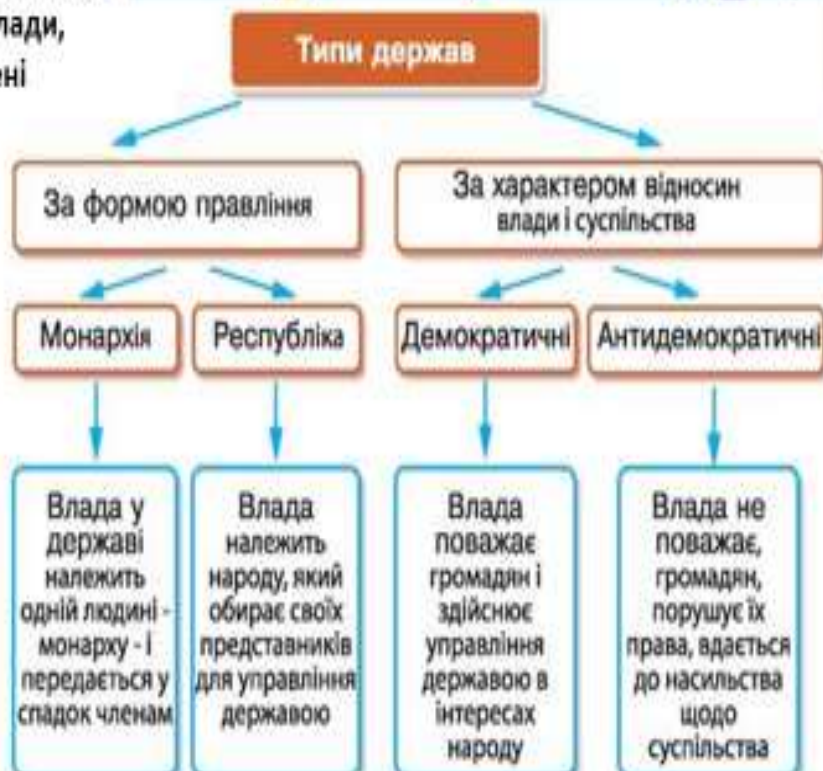 лади,
ені
Типи держав
За формою правління
За характером відносин
влади і суспільства
Монархія
Республіка
Демократичні
Антидемократичні
Влада у
державі
належить
одній людині -
монарху - і
передається у
спадок членам
Влада
належить
народу, який
обирає своїх
представників
для управління
державою
Влада
поважає
громадян і
здійснює
управління
державою в
інтересах
народу
Влада не
поважає,
громадян,
порушує їх
права, вдається
до насильства
щодо
суспільства